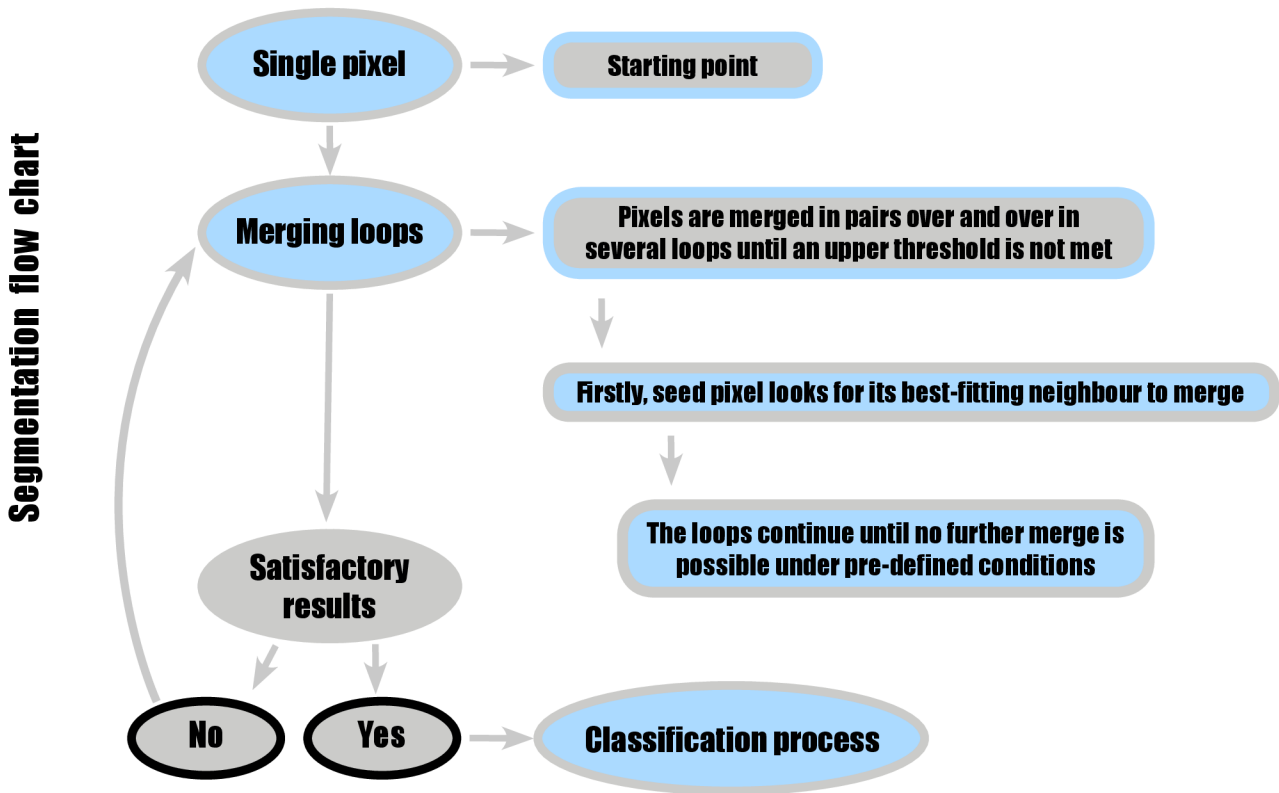 Segmentation flow chart
Single pixel
Starting point
Merging loops
Pixels are merged in pairs over and over in
several loops until an upper threshold is not met
Firstly, seed pixel looks for its best-fitting neighbour to merge
The loops continue until no further merge is
possible under pre-defined conditions
Satisfactory
results
No
Yes
Classification process